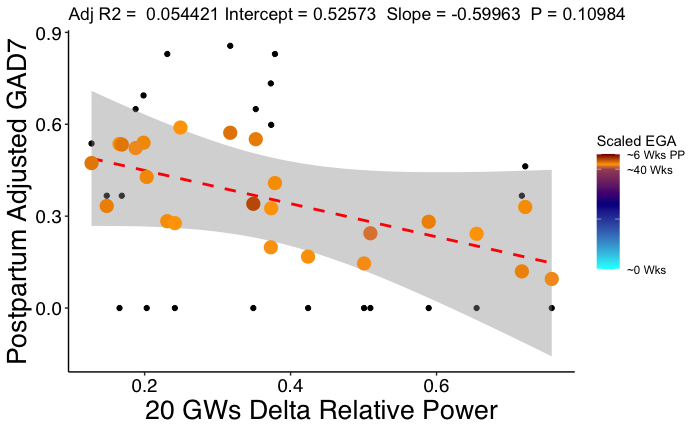 Adj R2 = 0.054421 Intercept = 0.52573 Slope = -0.59963 P = 0.10984
Postpartum Adjusted GAD7
0.9
0.6
0.3
0.0
0.2
0.4
0.6
20 GWs Delta Relative Power
Scaled EGA
~6 Wks PP
~40 Wks
~0 Wks